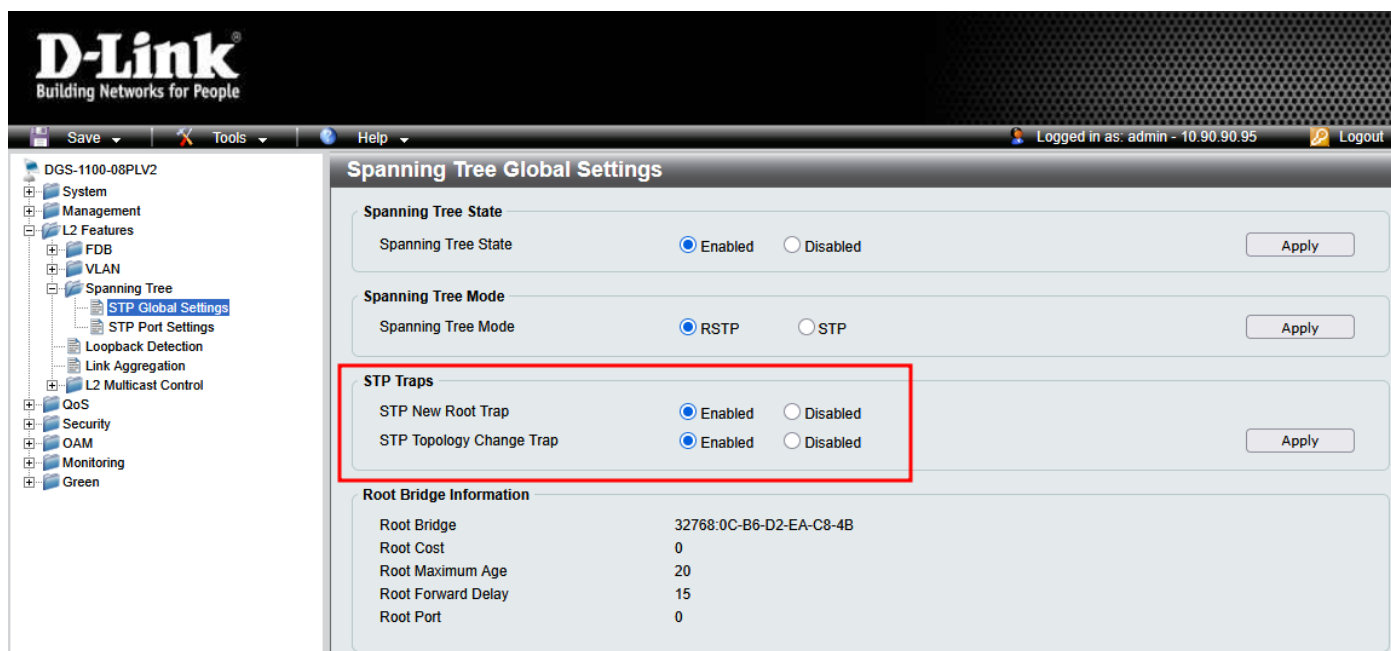 D-Link®
Building Networks for People
Save Tools Help Logged in as: admin - 10.90.90.95 Logout
DGS-1100-08PLV2
System
Management
L2 Features
FDB
VLAN
Spanning Tree
STP Global Settings
STP Port Settings
Loopback Detection
Link Aggregation
L2 Multicast Control
QoS
Security
OAM
Monitoring
Green
Spanning Tree Global Settings
Spanning Tree State
Spanning Tree State Enabled Disabled Apply
Spanning Tree Mode
Spanning Tree Mode RSTP STP Apply
STP Traps
STP New Root Trap Enabled Disabled
STP Topology Change Trap Enabled Disabled Apply
Root Bridge Information
Root Bridge 32768:0C-B6-D2-EA-C8-4B
Root Cost 0
Root Maximum Age 20
Root Forward Delay 15
Root Port 0